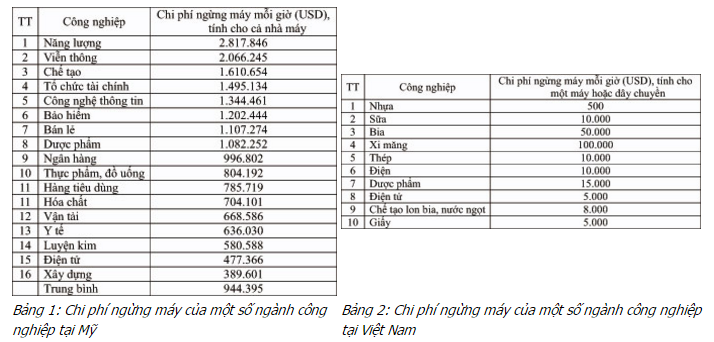 TT Công nghiệp Chi phí ngừng máy mỗi giờ (USD),
tính cho cả nhà máy
1 Năng lượng 2.817.846
2 Viễn thông 2.066.245
3 Chế tạo 1.610.654
4 Tổ chức tài chính 1.495.134
5 Công nghệ thông tin 1.344.461
6 Bảo hiểm 1.202.444
7 Bán lẻ 1.107.274
8 Dược phẩm 1.082.252
9 Ngân hàng 996.802
10 Thực phẩm, đồ uống 804.192
11 Hàng tiêu dùng 785.719
11 Hóa chất 704.101
12 Vận tải 668.586
13 Y tế 636.030
14 Luyện kim 580.588
15 Điện tử 477.366
16 Xây dựng 389.601
Trung bình 944.395
Bảng 1: Chi phí ngừng máy của một số ngành công
nghiệp tại Mỹ
TT Công nghiệp Chi phí ngừng máy mỗi giờ (USD), tính cho
một máy hoặc dây chuyền
1 Nhựa 500
2 Sữa 10.000
3 Bia 50.000
4 Xi măng 100.000
5 Thép 10.000
6 Điện 10.000
7 Dược phẩm 15.000
8 Điện tử 5.000
9 Chế tạo lon bia, nước ngọt 8.000
10 Giấy 5.000
Bảng 2: Chi phí ngừng máy của một số ngành công nghiệp
tại Việt Nam